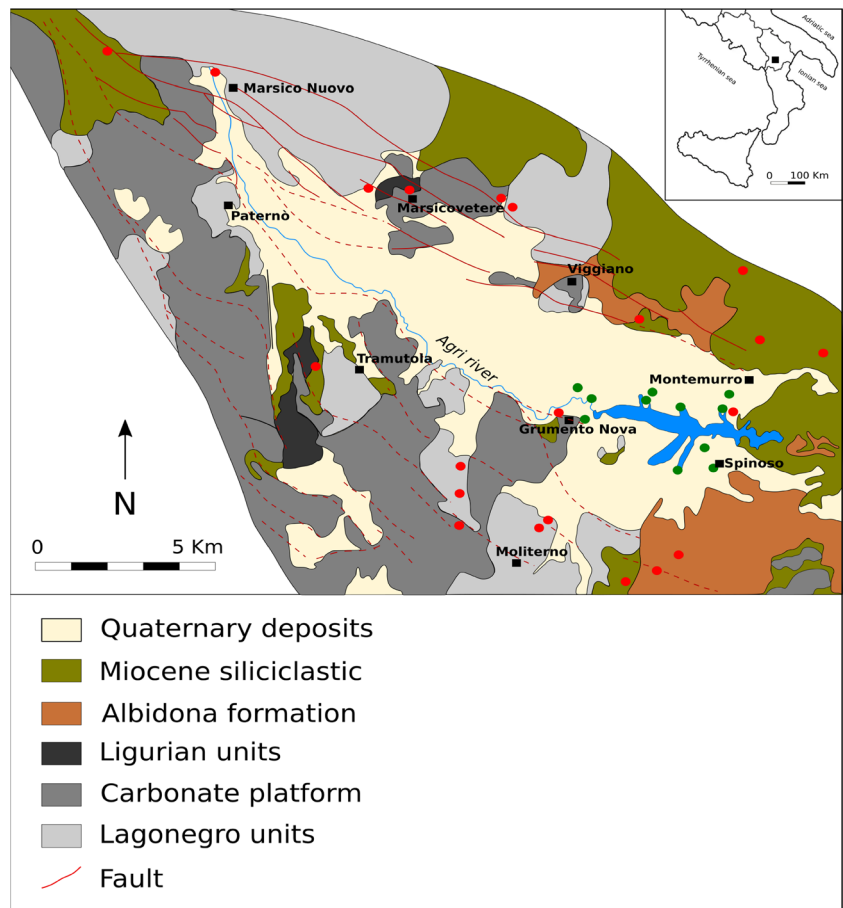 Adriatic sea
Tyrrhenian sea
Ionian sea
0 100 Km
Marsico Nuovo
Paternò
Marsicovetere
Viggiano
Agri river
Tramutola
Montemurro
Grumento Nova
Spinoso
N
0 5 Km
Moliterno
Quaternary deposits
Miocene siliciclastic
Albidona formation
Ligurian units
Carbonate platform
Lagonegro units
Fault